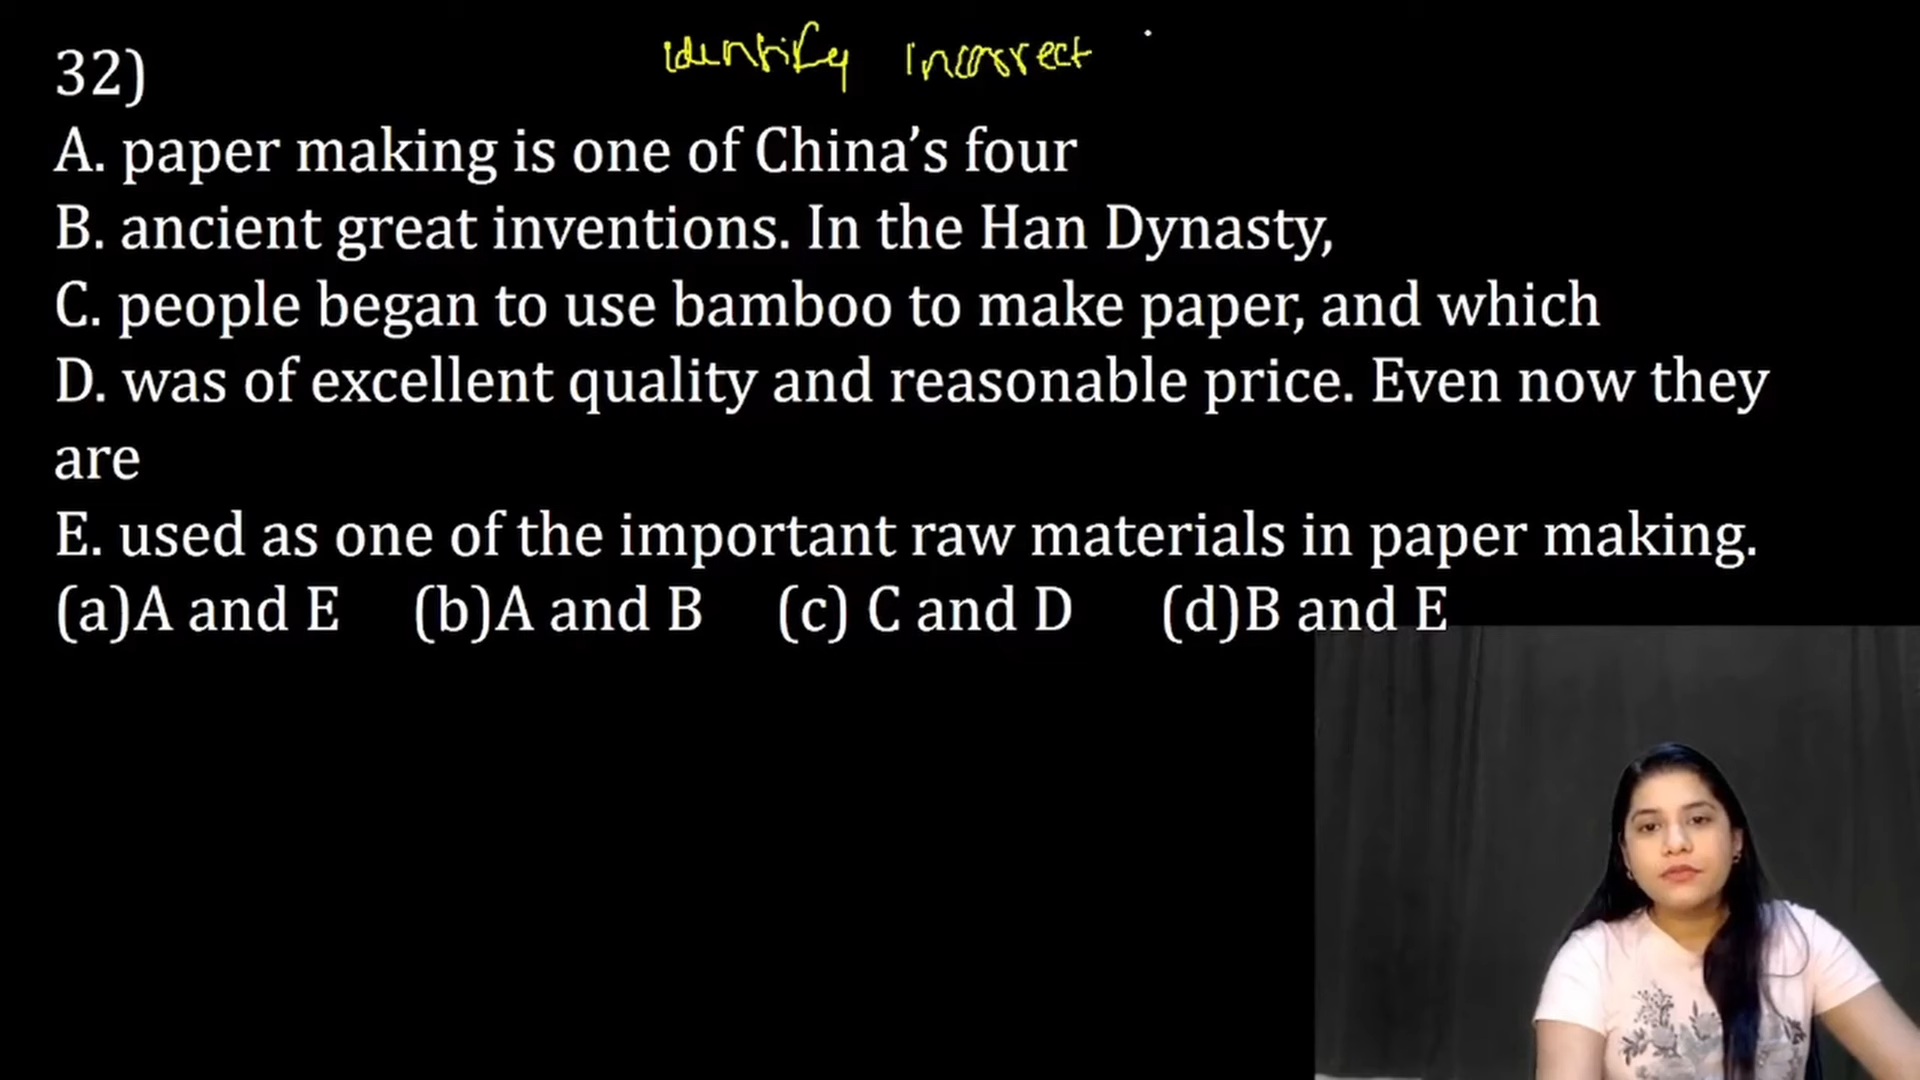 Identify Incorrect
32)
A. paper making is one of China’s four
B. ancient great inventions. In the Han Dynasty,
C. people began to use bamboo to make paper, and which
D. was of excellent quality and reasonable price. Even now they
are
E. used as one of the important raw materials in paper making.
(a)A and E (b)A and B (c) C and D (d)B and E